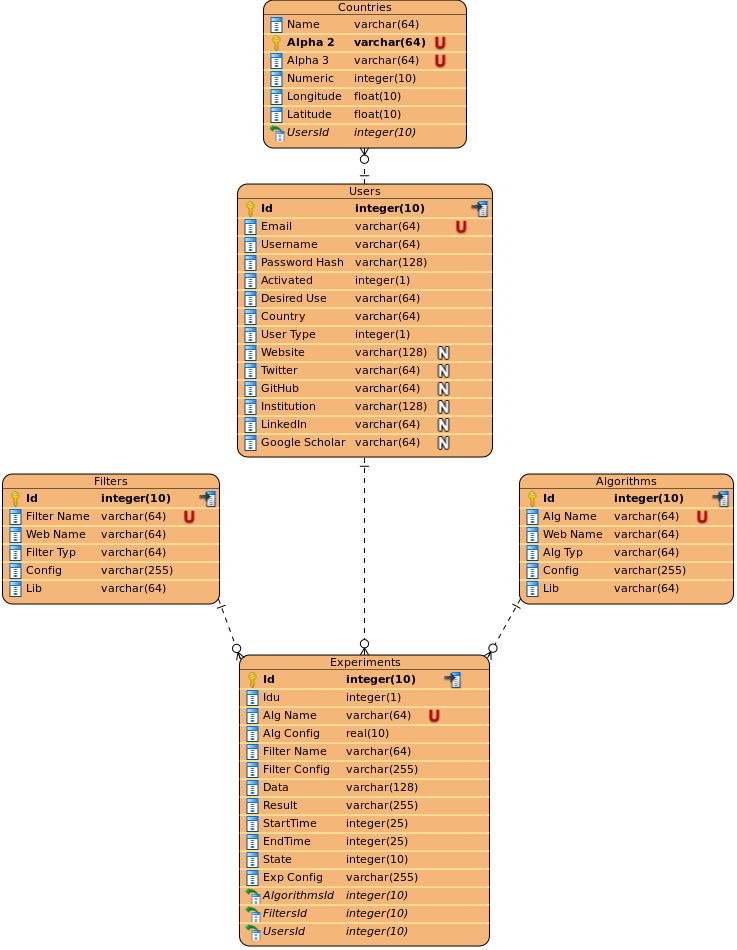 Countries
Name varchar(64)
Alpha 2 varchar(64) U
Alpha 3 varchar(64) U
Numeric integer(10)
Longitude float(10)
Latitude float(10)
UsersId integer(10)
Users
Id integer(10)
Email varchar(64) U
Username varchar(64)
Password Hash varchar(128)
Activated integer(1)
Desired Use varchar(64)
Country varchar(64)
User Type integer(1)
Website varchar(128) N
Twitter varchar(64) N
GitHub varchar(64) N
Institution varchar(128) N
LinkedIn varchar(64) N
Google Scholar varchar(64) N
Filters
Id integer(10)
Filter Name varchar(64) U
Web Name varchar(64)
Filter Typ varchar(64)
Config varchar(255)
Lib varchar(64)
Algorithms
Id integer(10)
Alg Name varchar(64) U
Web Name varchar(64)
Alg Typ varchar(64)
Config varchar(255)
Lib varchar(64)
Experiments
Id integer(10)
Idu integer(1)
Alg Name varchar(64) U
Alg Config real(10)
Filter Name varchar(64)
Filter Config varchar(255)
Data varchar(128)
Result varchar(255)
StartTime integer(25)
EndTime integer(25)
State integer(10)
Exp Config varchar(255)
AlgorithmsId integer(10)
FiltersId integer(10)
UsersId integer(10)